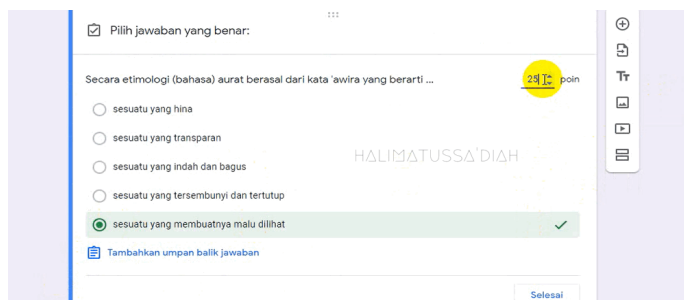 Pilih jawaban yang benar:
Secara etimologi (bahasa) aurat berasal dari kata 'awira yang berarti ...
25 poin
sesuatu yang hina
sesuatu yang transparan
sesuatu yang indah dan bagus
HALIMATUSSA'DIAH
sesuatu yang tersembunyi dan tertutup
sesuatu yang membuatnya malu dilihat
Tambahkan umpan balik jawaban
Selesai